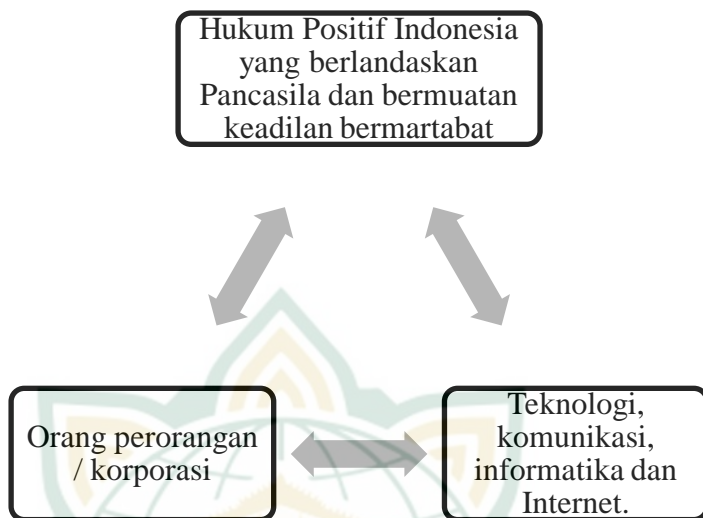 Hukum Positif Indonesia
yang berlandaskan
Pancasila dan bermuatan
keadilan bermartabat
Orang perorangan
/ korporasi
Teknologi,
komunikasi,
informatika dan
Internet.